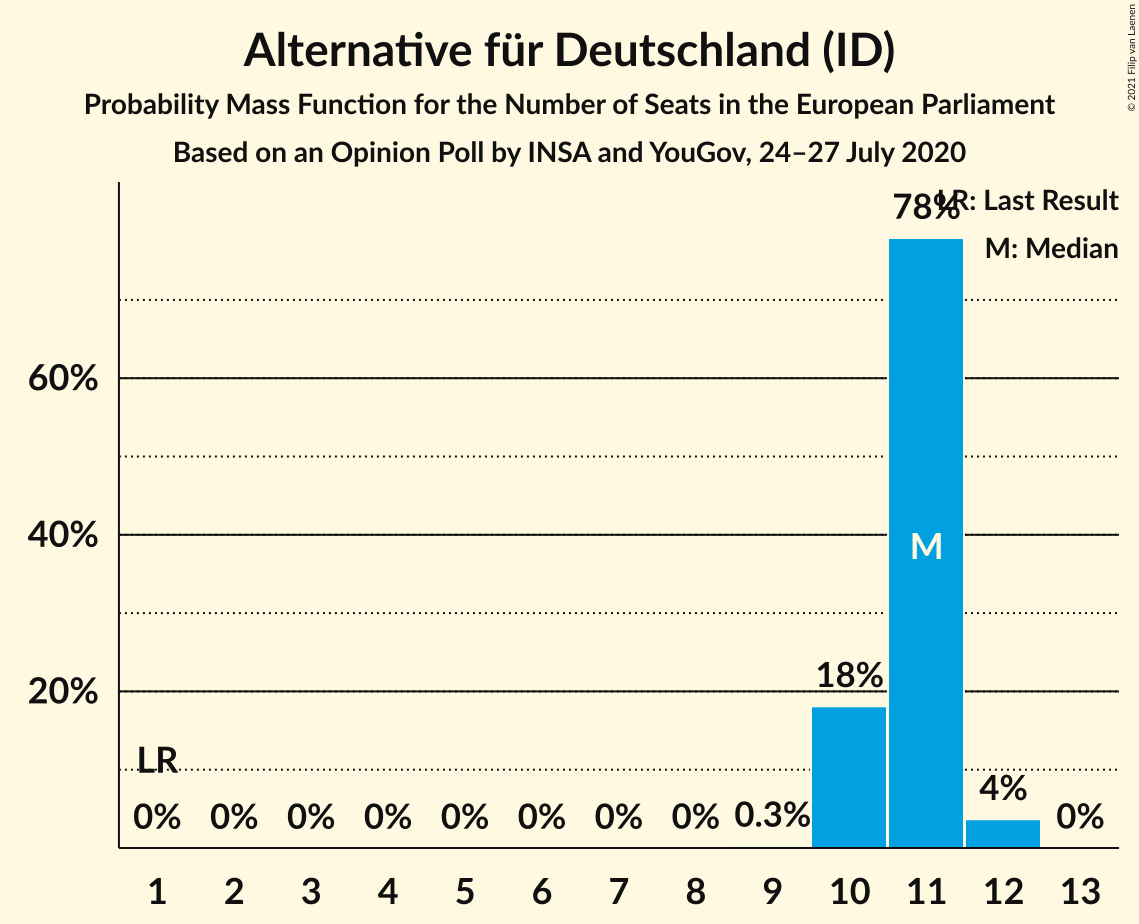 Alternative für Deutschland (ID)
Probability Mass Function for the Number of Seats in the European Parliament
Based on an Opinion Poll by INSA and YouGov, 24–27 July 2020
© 2021 Filip van Laenen
LR: Last Result
M: Median
78%
60%
40%
M
20%
18%
LR
0% 0% 0% 0% 0% 0% 0% 0% 0.3% 4% 0%
1 2 3 4 5 6 7 8 9 10 11 12 13